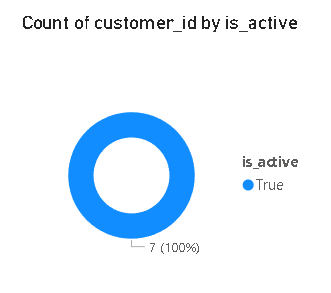 Count of customer_id by is_active
is_active
True
7 (100%)